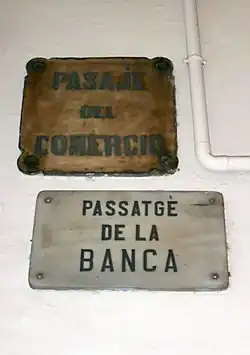 PASAJE
DEL
COMERCIO
PASSATGE
DE LA
BANCA